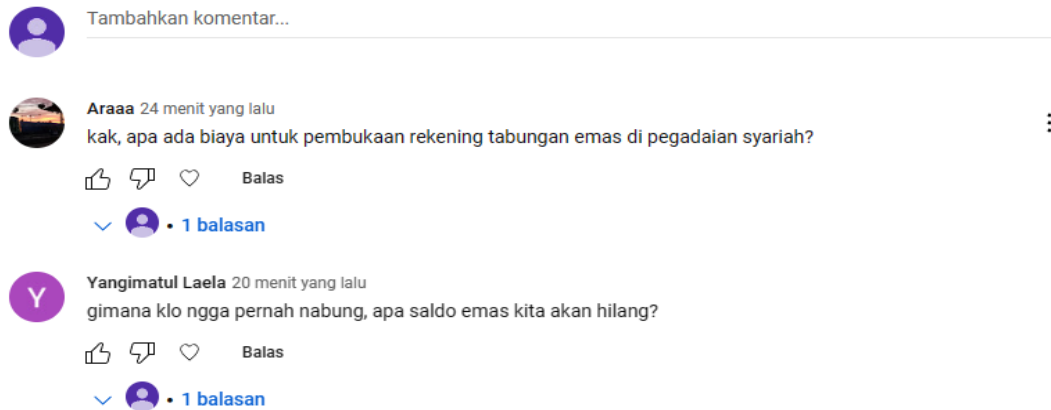 Tambahkan komentar...
Araaa 24 menit yang lalu
kak, apa ada biaya untuk pembukaan rekening tabungan emas di pegadaian syariah?
Balas
• 1 balasan
Y
Yangimatul Laela 20 menit yang lalu
gimana klo ngga pernah nabung, apa saldo emas kita akan hilang?
Balas
• 1 balasan